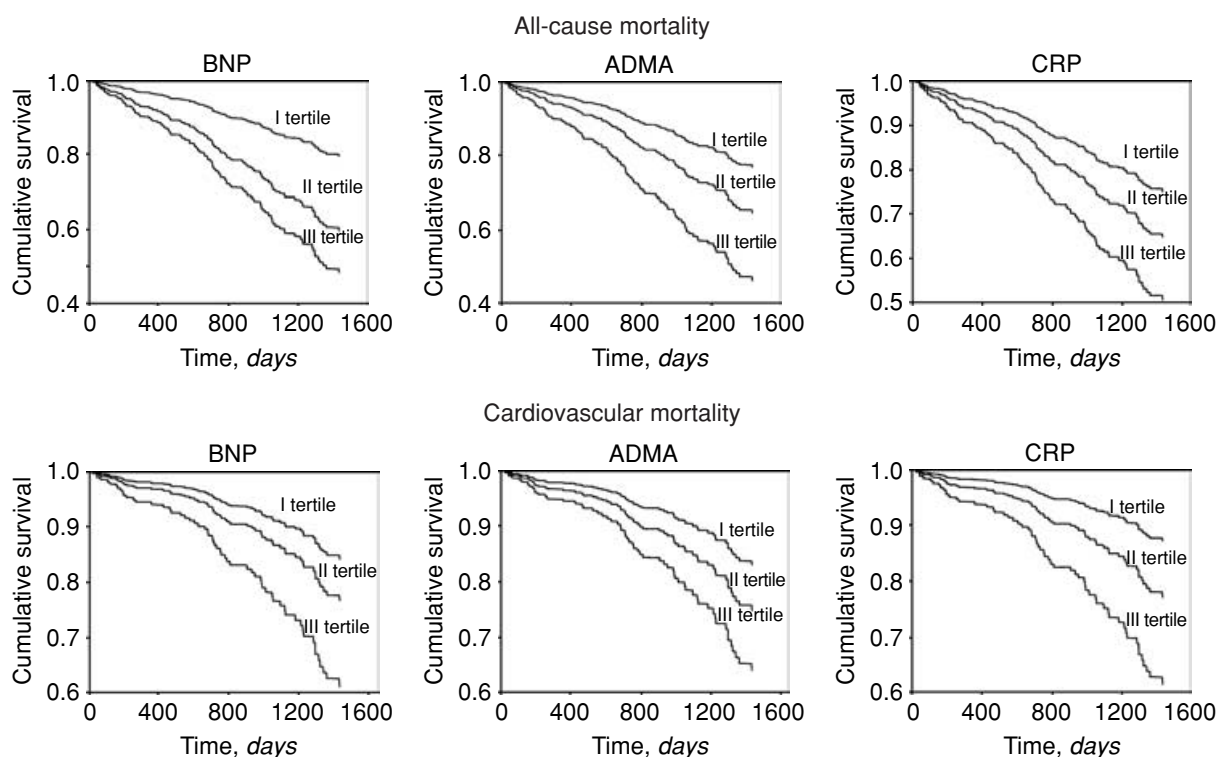 All-cause mortality
BNP
ADMA
CRP
Cumulative survival
1.0
0.8
0.6
0.4
I tertile
II tertile
III tertile
0 400 800 1200 1600
Time, days
Cumulative survival
1.0
0.8
0.6
0.4
I tertile
II tertile
III tertile
0 400 800 1200 1600
Time, days
Cumulative survival
1.0
0.9
0.8
0.7
0.6
0.5
I tertile
II tertile
III tertile
0 400 800 1200 1600
Time, days
Cardiovascular mortality
BNP
ADMA
CRP
Cumulative survival
1.0
0.9
0.8
0.7
0.6
I tertile
II tertile
III tertile
0 400 800 1200 1600
Time, days
Cumulative survival
1.0
0.9
0.8
0.7
0.6
I tertile
II tertile
III tertile
0 400 800 1200 1600
Time, days
Cumulative survival
1.0
0.9
0.8
0.7
0.6
I tertile
II tertile
III tertile
0 400 800 1200 1600
Time, days